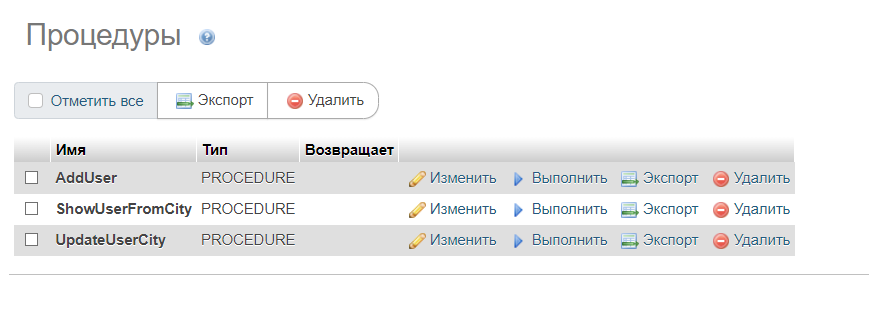 Процедуры
Отметить все Экспорт Удалить
Имя Тип Возвращает
AddUser PROCEDURE Изменить Выполнить Экспорт Удалить
ShowUserFromCity PROCEDURE Изменить Выполнить Экспорт Удалить
UpdateUserCity PROCEDURE Изменить Выполнить Экспорт Удалить